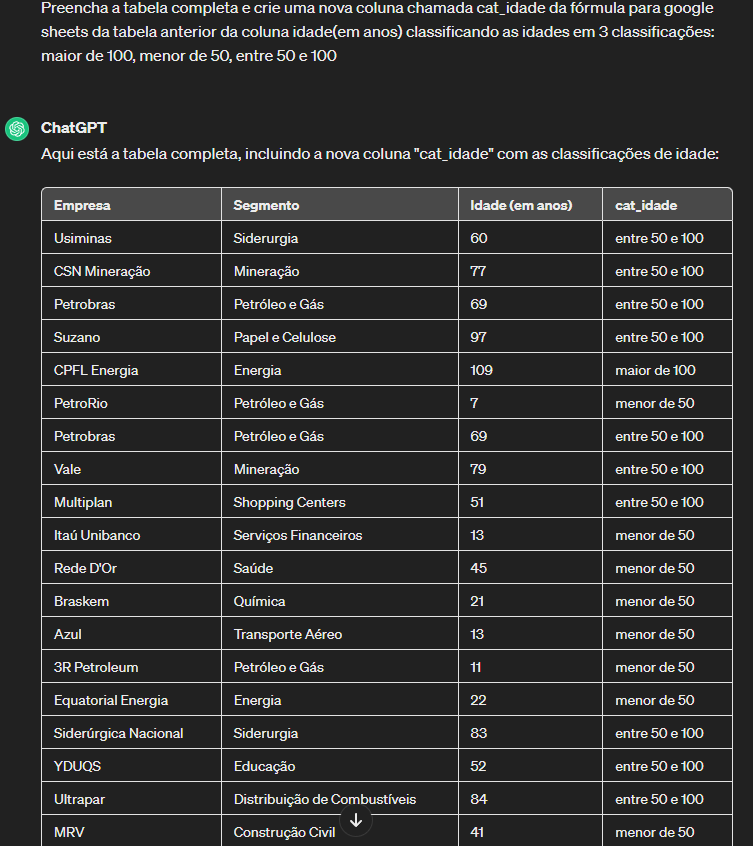 Preencha a tabela completa e crie uma nova coluna chamada cat_idade da fórmula para google
sheets da tabela anterior da coluna idade(em anos) classificando as idades em 3 classificações:
maior de 100, menor de 50, entre 50 e 100
ChatGPT
Aqui está a tabela completa, incluindo a nova coluna "cat_idade" com as classificações de idade:
Empresa Segmento Idade (em anos) cat_idade
Usiminas Siderurgia 60 entre 50 e 100
CSN Mineração Mineração 77 entre 50 e 100
Petrobras Petróleo e Gás 69 entre 50 e 100
Suzano Papel e Celulose 97 entre 50 e 100
CPFL Energia Energia 109 maior de 100
PetroRio Petróleo e Gás 7 menor de 50
Petrobras Petróleo e Gás 69 entre 50 e 100
Vale Mineração 79 entre 50 e 100
Multiplan Shopping Centers 51 entre 50 e 100
Itaú Unibanco Serviços Financeiros 13 menor de 50
Rede D'Or Saúde 45 menor de 50
Braskem Química 21 menor de 50
Azul Transporte Aéreo 13 menor de 50
3R Petroleum Petróleo e Gás 11 menor de 50
Equatorial Energia Energia 22 menor de 50
Siderúrgica Nacional Siderurgia 83 entre 50 e 100
YDUQS Educação 52 entre 50 e 100
Ultrapar Distribuição de Combustíveis 84 entre 50 e 100
MRV Construção Civil 41 menor de 50